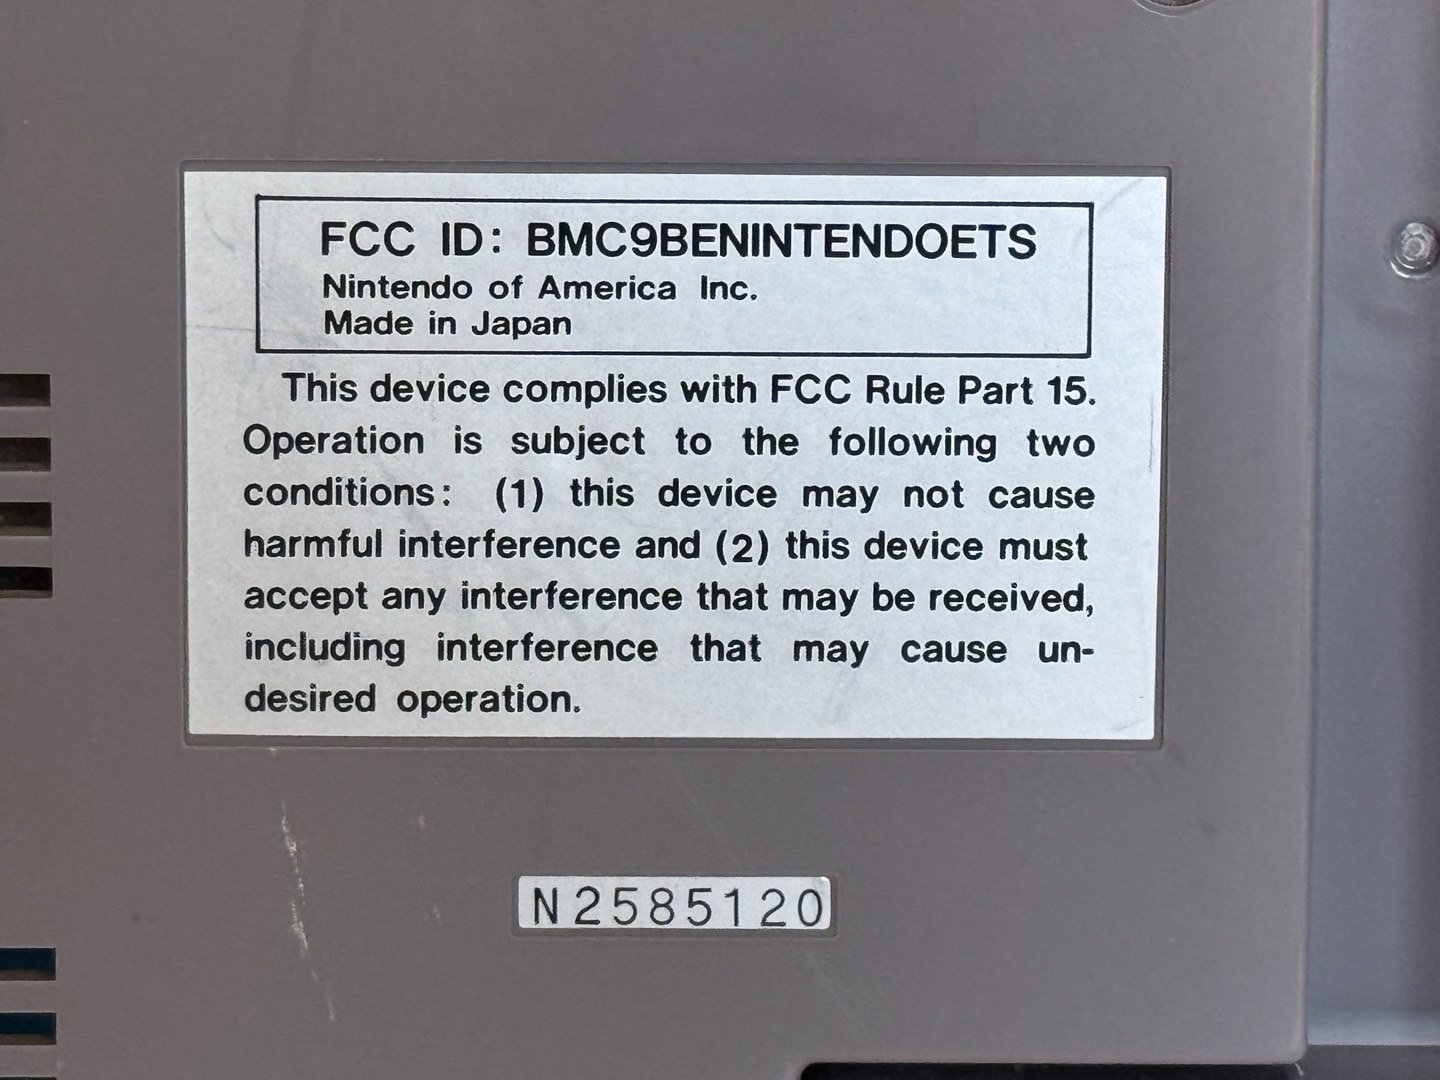 FCC ID: BMC9BENINTENDOETS
Nintendo of America Inc.
Made in Japan
This device complies with FCC Rule Part 15.
Operation is subject to the following two
conditions: (1) this device may not cause
harmful interference and (2) this device must
accept any interference that may be received,
including interference that may cause un-
desired operation.
N2585120